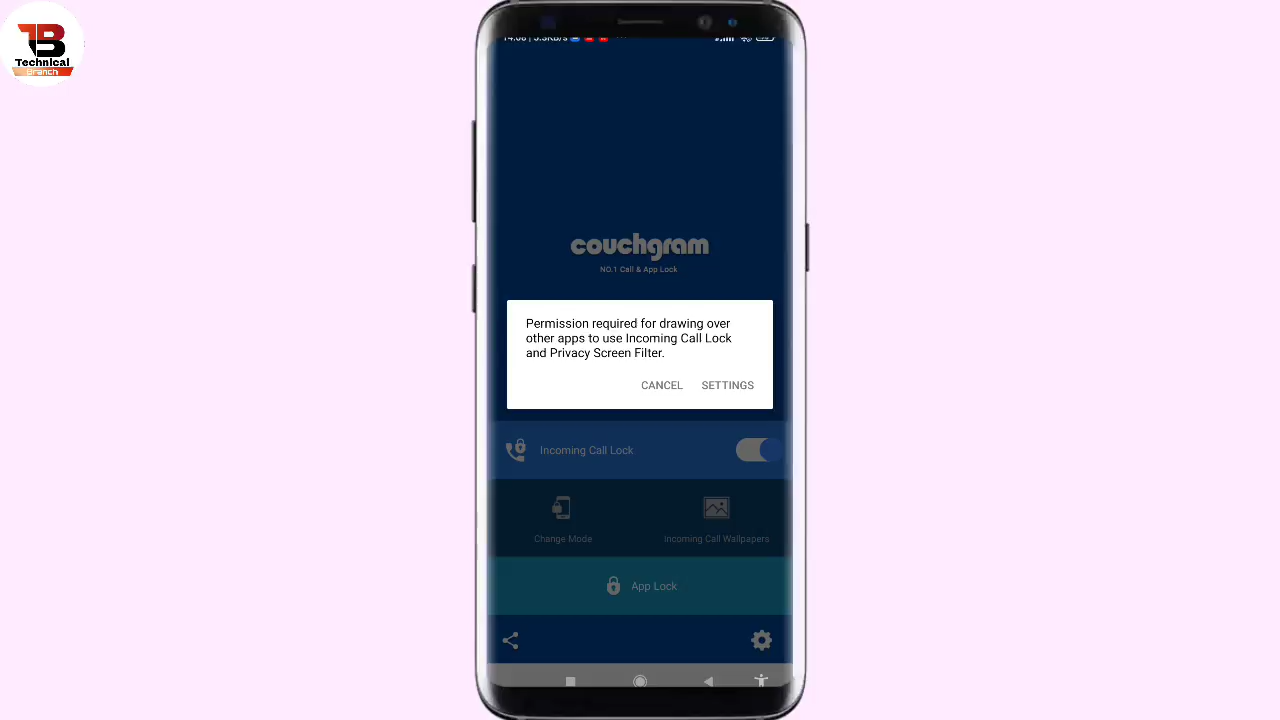 TB
Technical
Branch
couchgram
NO.1 Call & App Lock
Permission required for drawing over
other apps to use Incoming Call Lock
and Privacy Screen Filter.
CANCEL SETTINGS
Incoming Call Lock
Change Mode Incoming Call Wallpapers
App Lock